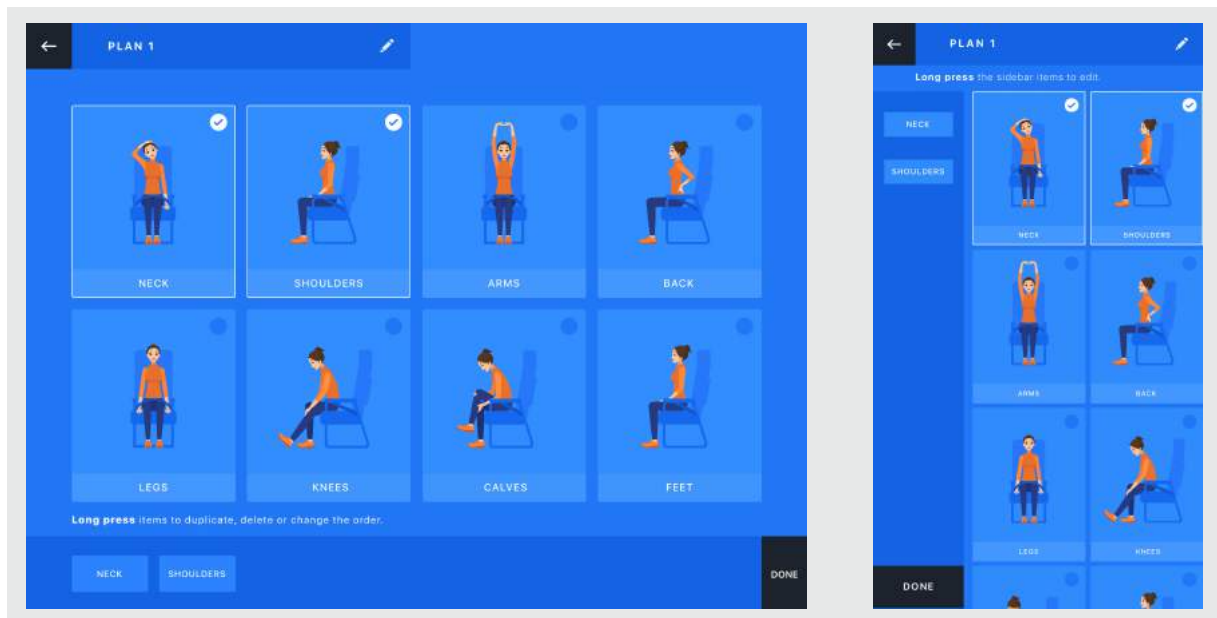 PLAN 1
NECK
SHOULDERS
ARMS
BACK
LEGS
KNEES
CALVES
FEET
Long press items to duplicate, delete or change the order.
NECK
SHOULDERS
DONE
PLAN 1
Long press the sidebar items to edit.
NECK
SHOULDERS
NECK
SHOULDERS
ARMS
BACK
LEGS
KNEES
DONE